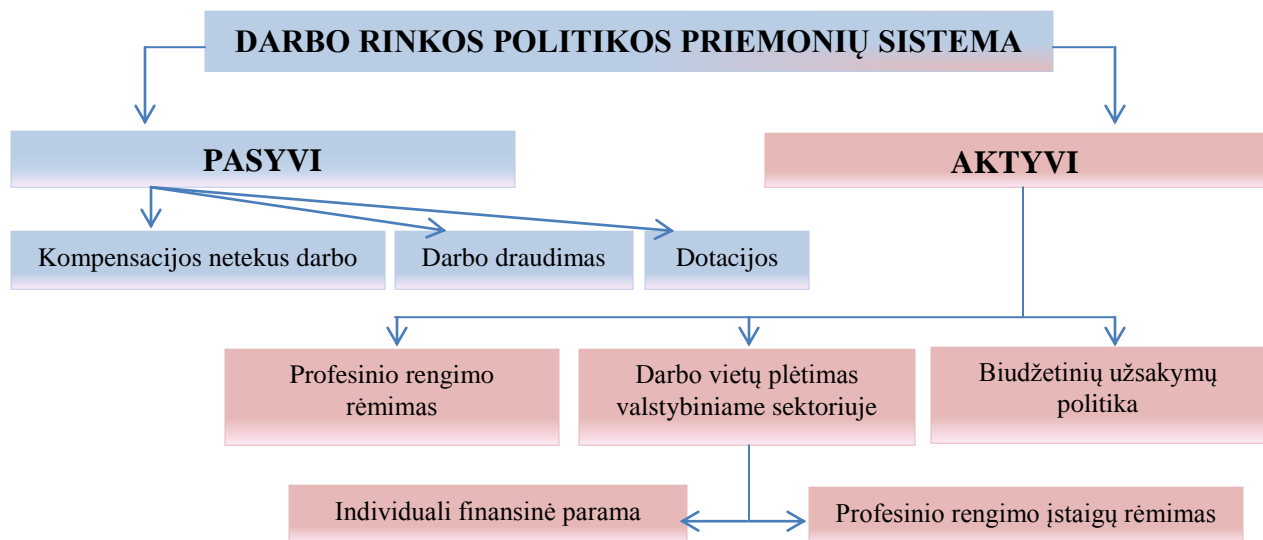 DARBO RINKOS POLITIKOS PRIEMONIŲ SISTEMA
PASYVI
AKTYVI
Kompensacijos netekus darbo
Darbo draudimas
Dotacijos
Profesinio rengimo
rėmimas
Darbo vietų plėtimas
valstybiniame sektoriuje
Biudžetinių užsakymų
politika
Individuali finansinė parama
Profesinio rengimo įstaigų rėmimas